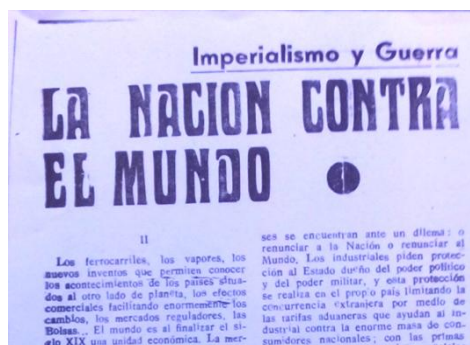 Imperialismo y Guerra
LA NACION CONTRA
EL MUNDO
II
Los ferrocarriles, los vapores, los
nuevos inventos que permiten conocer
los acontecimientos de los países situa-
dos al otro lado de planeta, los efectos
comerciales facilitando enormemente los
cambios, los mercados reguladores, las
Bolsas... El mundo es al finalizar el si-
glo XIX una unidad económica. La mer-
ses se encuentran ante un dilema: o
renunciar a la Nación o renunciar al
Mundo, Los industriales piden protec-
ción al Estado dueño del poder político
y del poder militar, y esta protección
se realiza en el propio país limitando la
concurrencia extranjera por medio de
las tarifas aduaneras que ayudan al in-
dustrial contra la enorme masa de con-
sumidores nacionales; con las primas